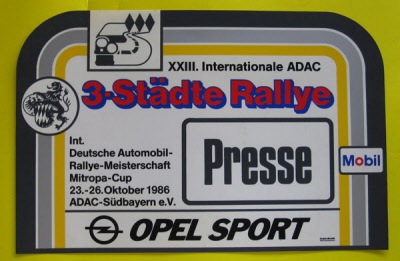 XXIII. Internationale ADAC
3-Städte Rallye
Int.
Deutsche Automobil-
Rallye-Meisterschaft
Mitropa-Cup
23.-26. Oktober 1986
ADAC-Südbayern e.V.
Presse
Mobil
OPEL SPORT